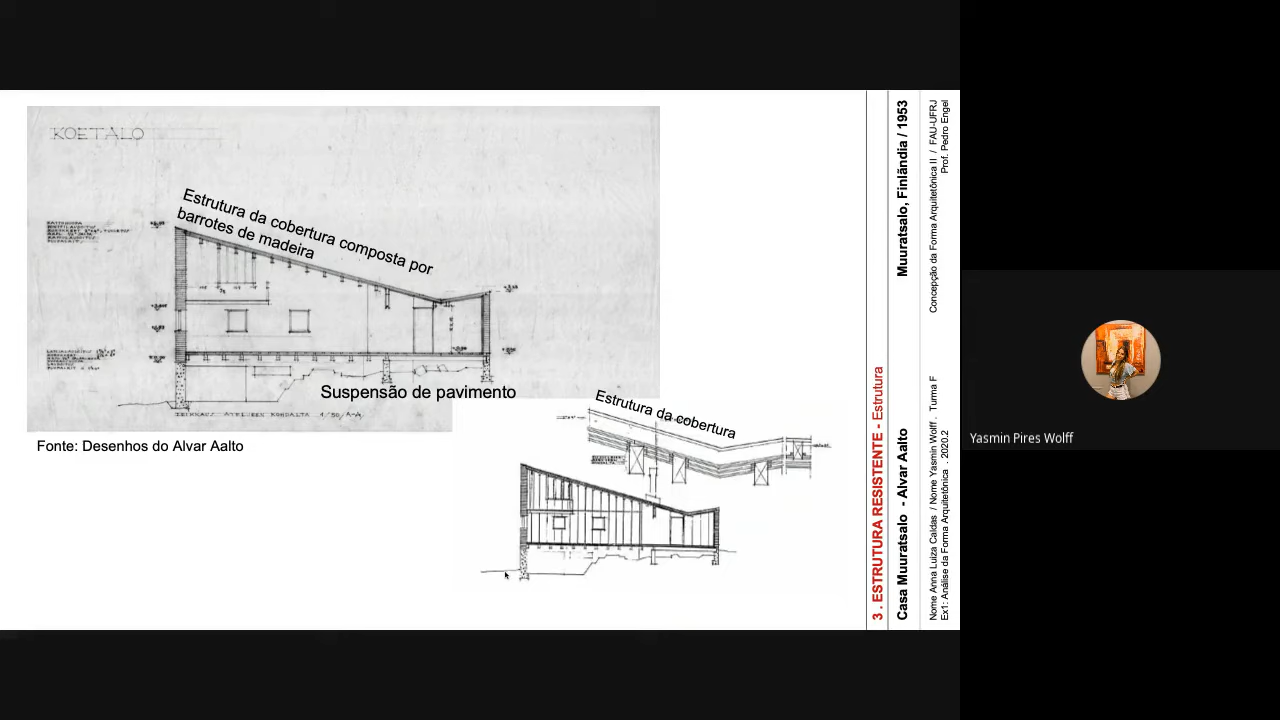 KOETALO
Estrutura da cobertura composta por
barrotes de madeira
Suspensão de pavimento
Fonte: Desenhos do Alvar Aalto
Estrutura da cobertura
3 . ESTRUTURA RESISTENTE - Estrutura
Casa Muuratsalo - Alvar Aalto
Muuratsalo, Finlândia / 1953
Nome Anna Luiza Caldas / Nome Yasmin Wolff . Turma F
Concepção da Forma Arquitetônica II / FAU-UFRJ
Ex1: Análise da Forma Arquitetônica . 2020.2
Prof. Pedro Engel
Yasmin Pires Wolff